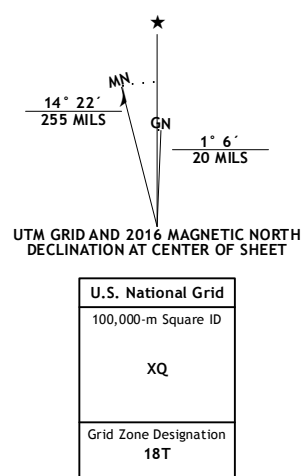 ★
MN
14° 22´
255 MILS
GN
1° 6´
20 MILS
UTM GRID AND 2016 MAGNETIC NORTH
DECLINATION AT CENTER OF SHEET
U.S. National Grid
100,000-m Square ID
XQ
Grid Zone Designation
18T